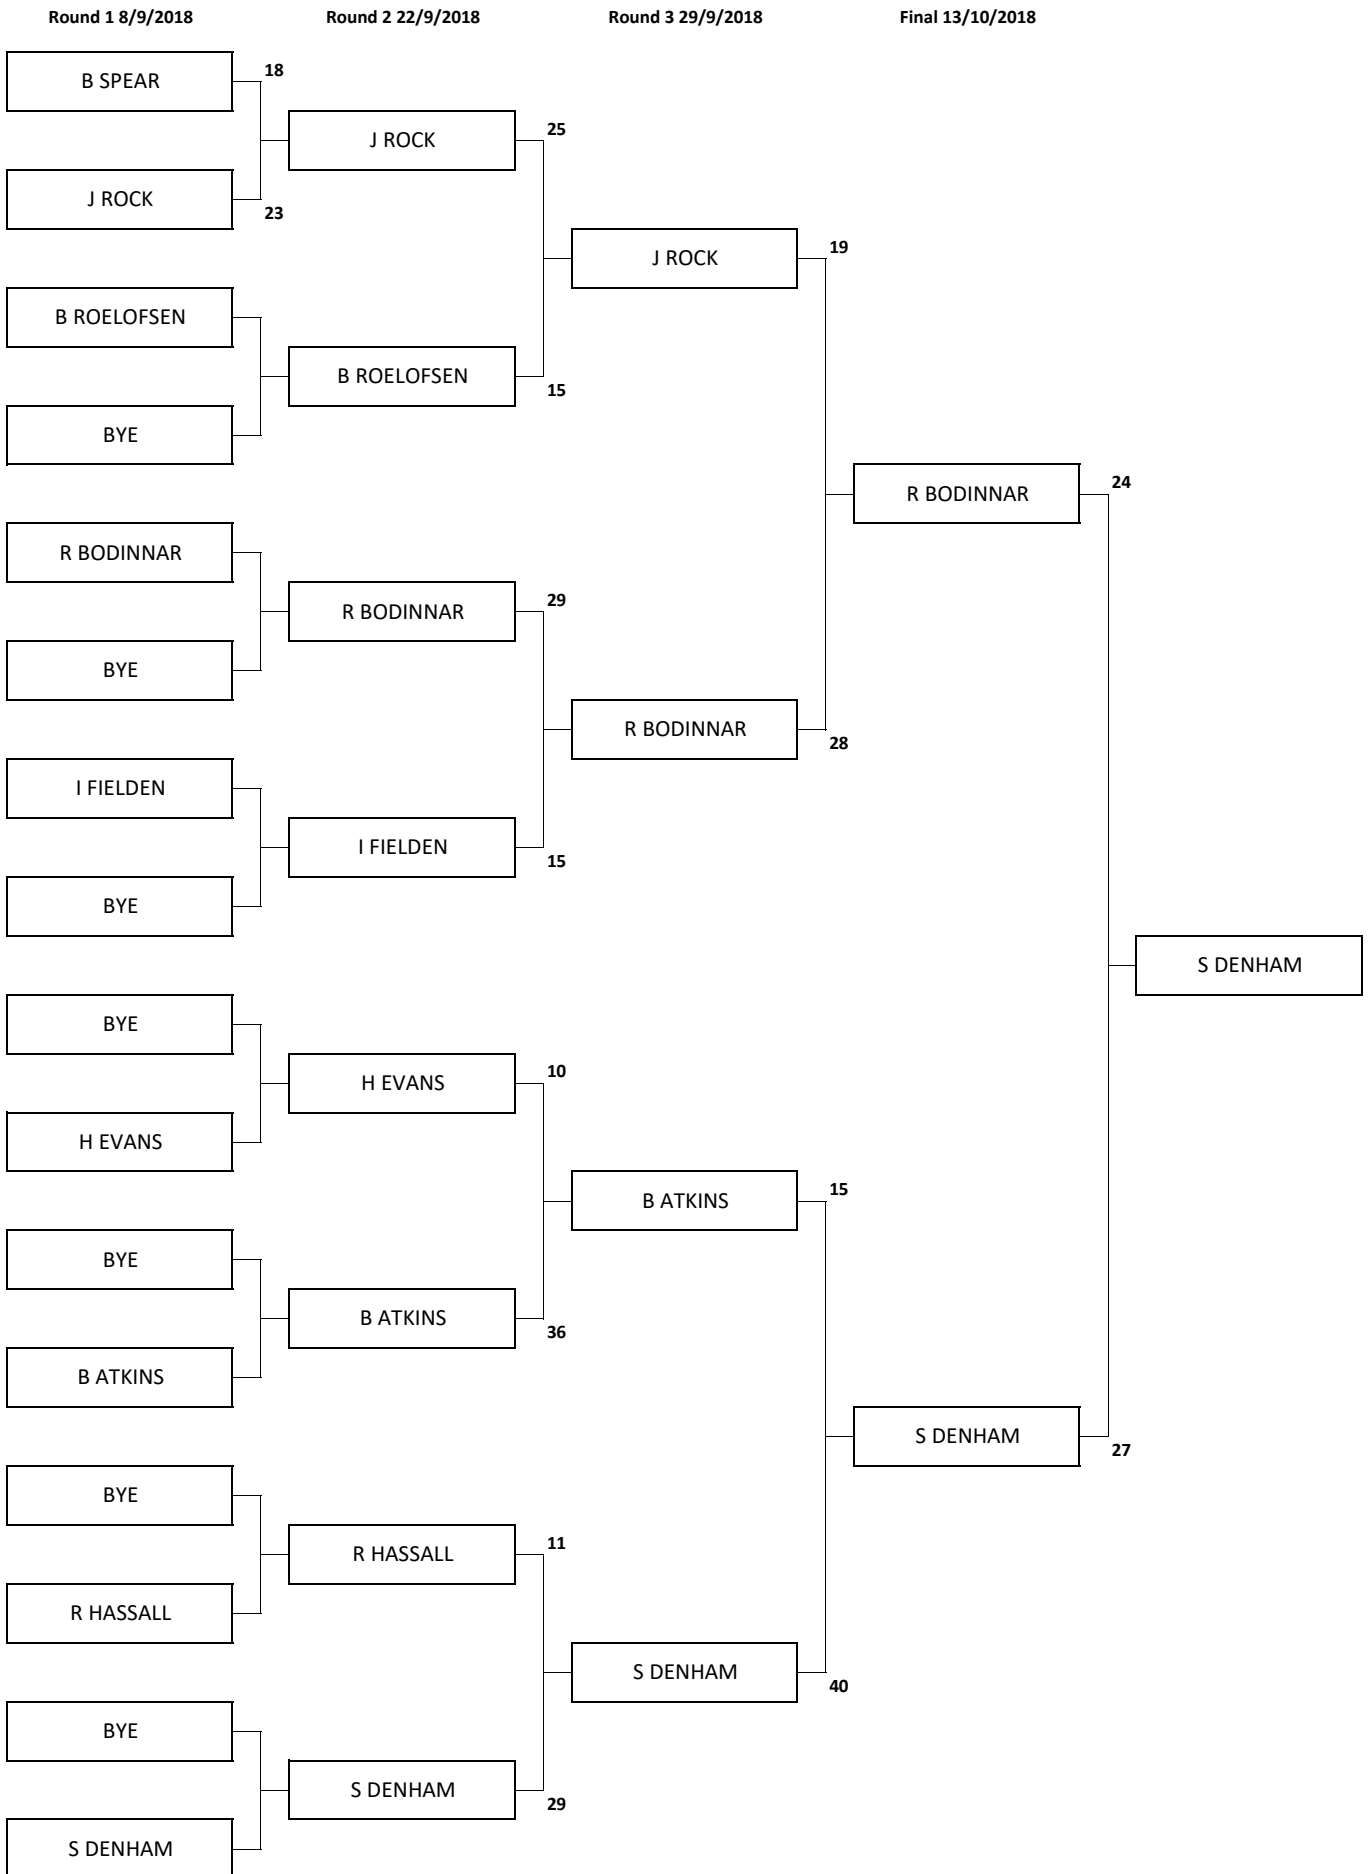 Round 1 8/9/2018
Round 2 22/9/2018
Round 3 29/9/2018
Final 13/10/2018
B SPEAR
18
J ROCK
25
J ROCK
23
J ROCK
19
B ROELOFSEN
B ROELOFSEN
15
BYE
R BODINNAR
24
R BODINNAR
R BODINNAR
29
BYE
R BODINNAR
28
I FIELDEN
I FIELDEN
15
BYE
S DENHAM
BYE
H EVANS
10
H EVANS
B ATKINS
15
BYE
B ATKINS
36
B ATKINS
S DENHAM
27
BYE
R HASSALL
11
R HASSALL
S DENHAM
40
BYE
S DENHAM
29
S DENHAM